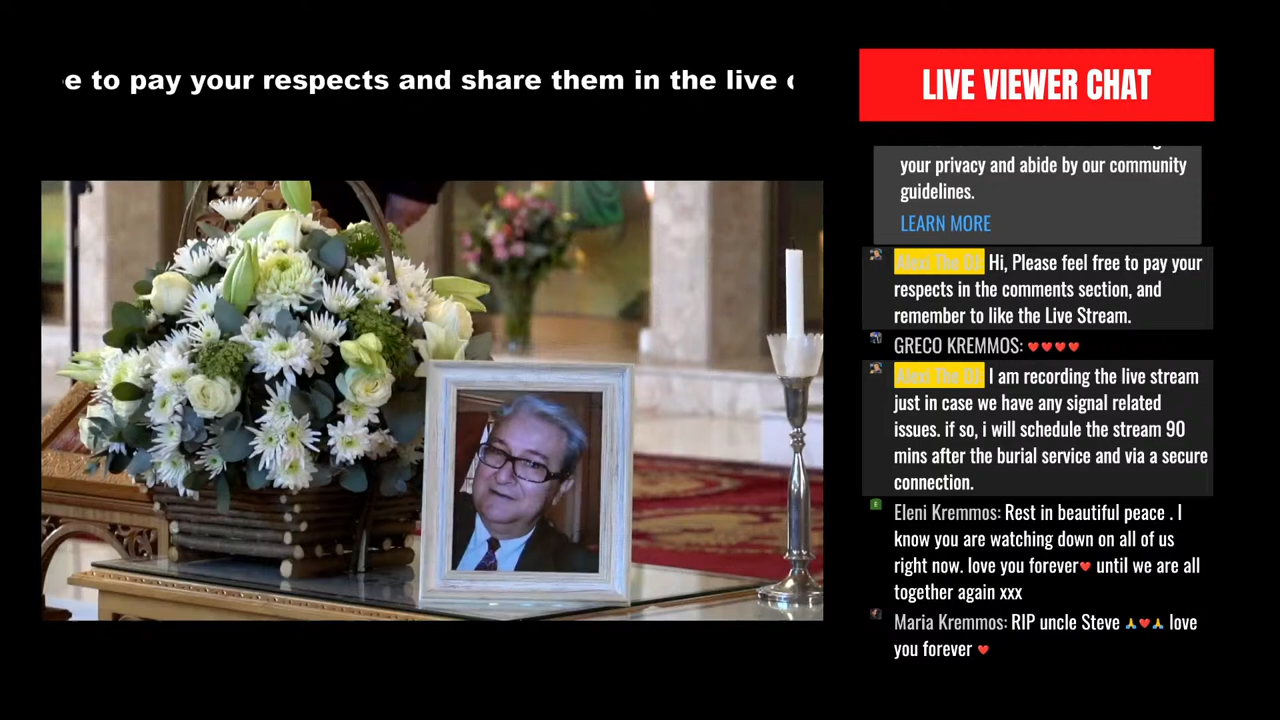 e to pay your respects and share them in the live
LIVE VIEWER CHAT
your privacy and abide by our community
guidelines.
LEARN MORE
Alexi The DJ Hi, Please feel free to pay your
respects in the comments section, and
remember to like the Live Stream.
GRECO KREMMOS: ♥♥♥♥
Alexi The DJ I am recording the live stream
just in case we have any signal related
issues. if so, i will schedule the stream 90
mins after the burial service and via a secure
connection.
Eleni Kremmos: Rest in beautiful peace . I
know you are watching down on all of us
right now. love you forever♥ until we are all
together again xxx
Maria Kremmos: RIP uncle Steve 🙏♥🙏 love
you forever ♥